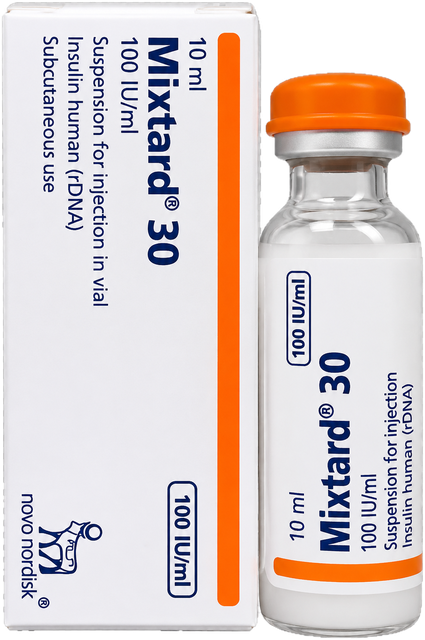 10 ml
Mixtard® 30
100 IU/ml
Suspension for injection in vial
Insulin human (rDNA)
Subcutaneous use
100 IU/ml
novo nordisk®
100 IU/ml
10 ml
Mixtard® 30
100 IU/ml
Suspension for injection
Insulin human (rDNA)